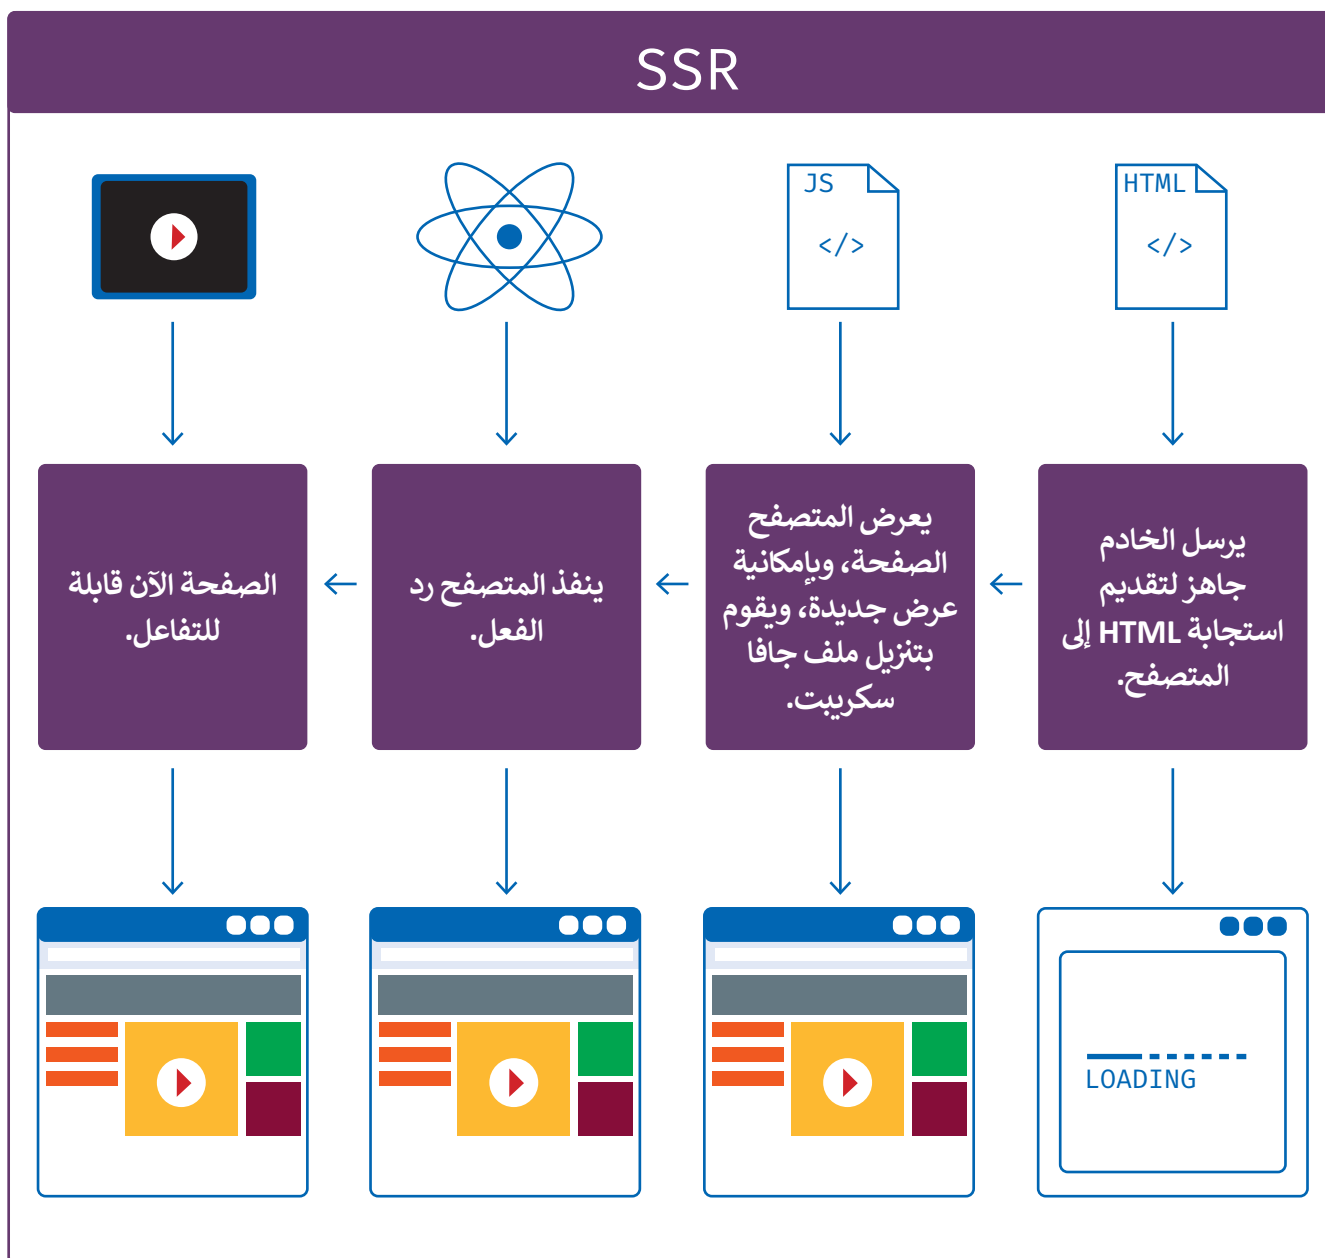 SSR
HTML
</>
JS
</>
يرسل الخادم
جاهز لتقديم
استجابة HTML إلى
المتصفح.
يعرض المتصفح
الصفحة، وبإمكانية
عرض جديدة، ويقوم
بتنزيل ملف جافا
سكريبت.
ينفذ المتصفح رد
الفعل.
الصفحة الآن قابلة
للتفاعل.
LOADING